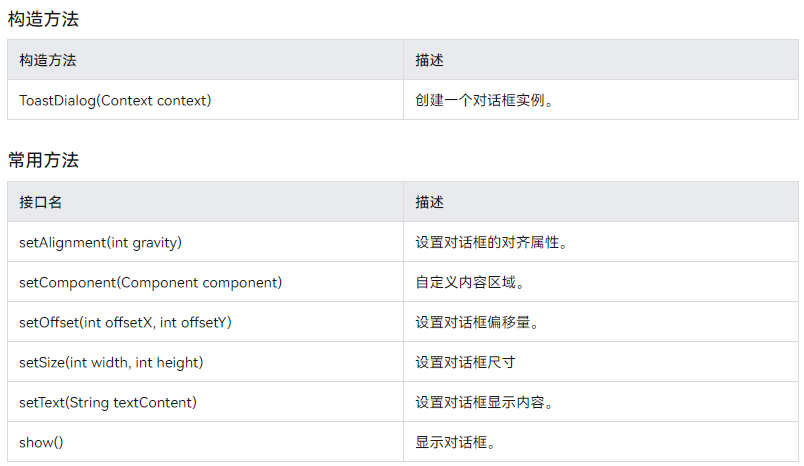 构造方法
构造方法 描述
ToastDialog(Context context) 创建一个对话框实例。
常用方法
接口名 描述
setAlignment(int gravity) 设置对话框的对齐属性。
setComponent(Component component) 自定义内容区域。
setOffset(int offsetX, int offsetY) 设置对话框偏移量。
setSize(int width, int height) 设置对话框尺寸
setText(String textContent) 设置对话框显示内容。
show() 显示对话框。